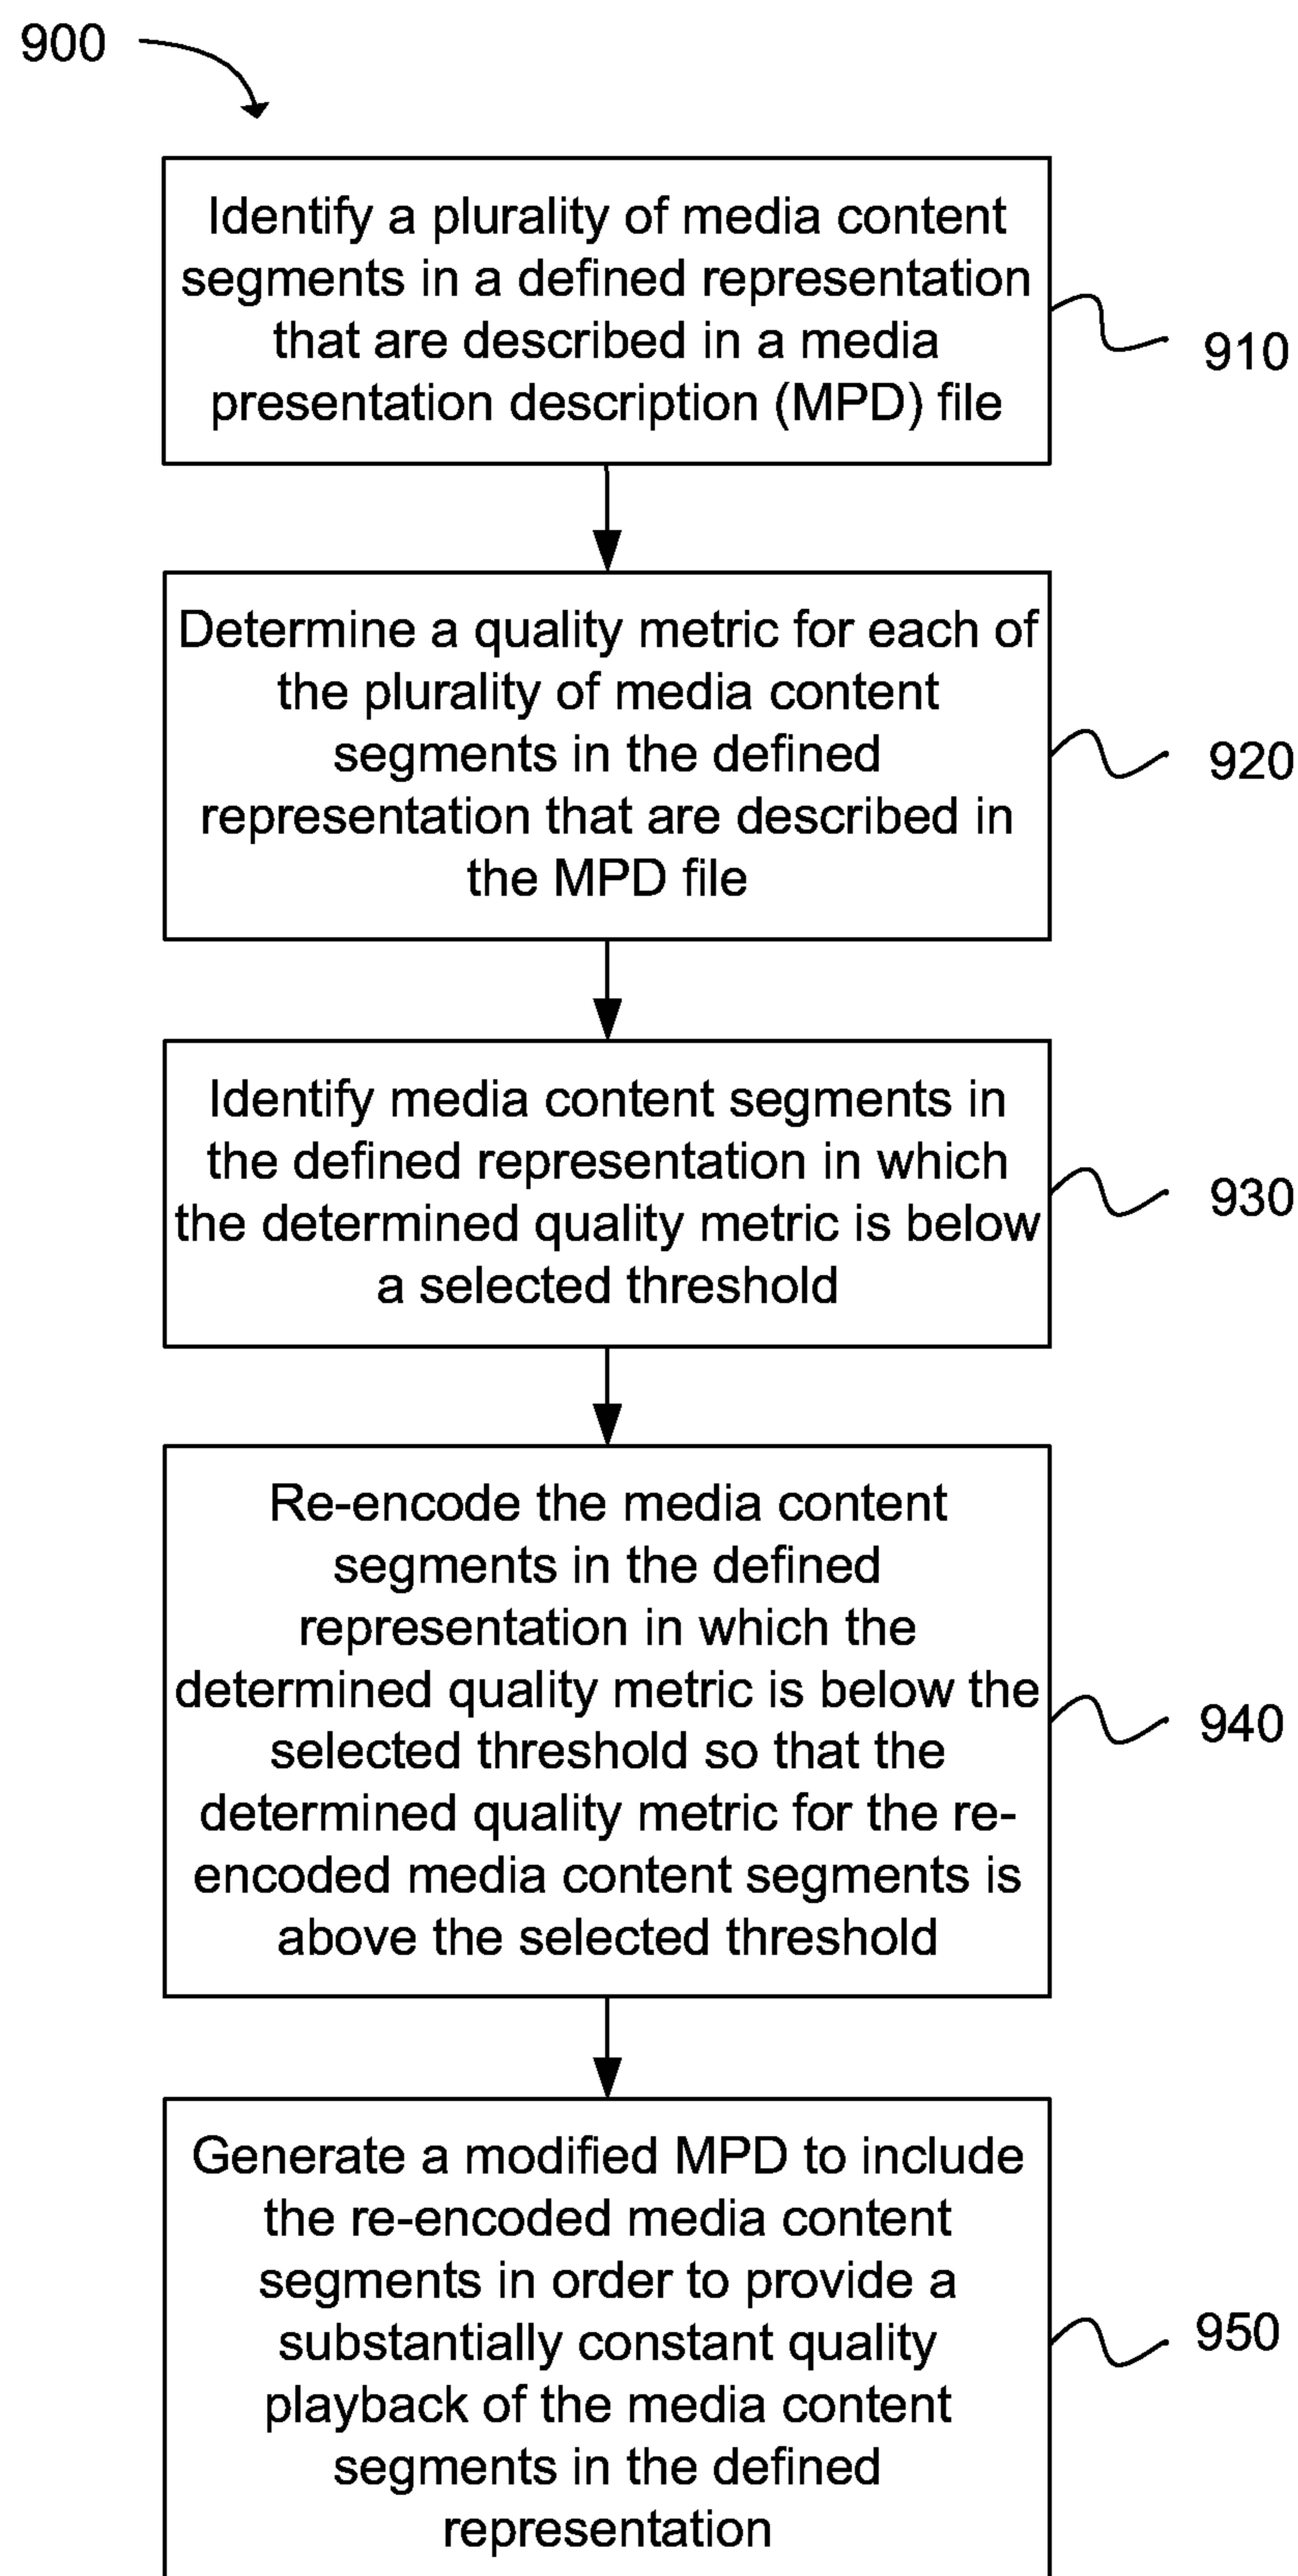 900
Identify a plurality of media content
segments in a defined representation
that are described in a media
presentation description (MPD) file
910
Determine a quality metric for each of
the plurality of media content
segments in the defined
representation that are described in
the MPD file
920
Identify media content segments in
the defined representation in which
the determined quality metric is below
a selected threshold
930
Re-encode the media content
segments in the defined
representation in which the
determined quality metric is below the
selected threshold so that the
determined quality metric for the re-
encoded media content segments is
above the selected threshold
940
Generate a modified MPD to include
the re-encoded media content
segments in order to provide a
substantially constant quality
playback of the media content
segments in the defined
representation
950